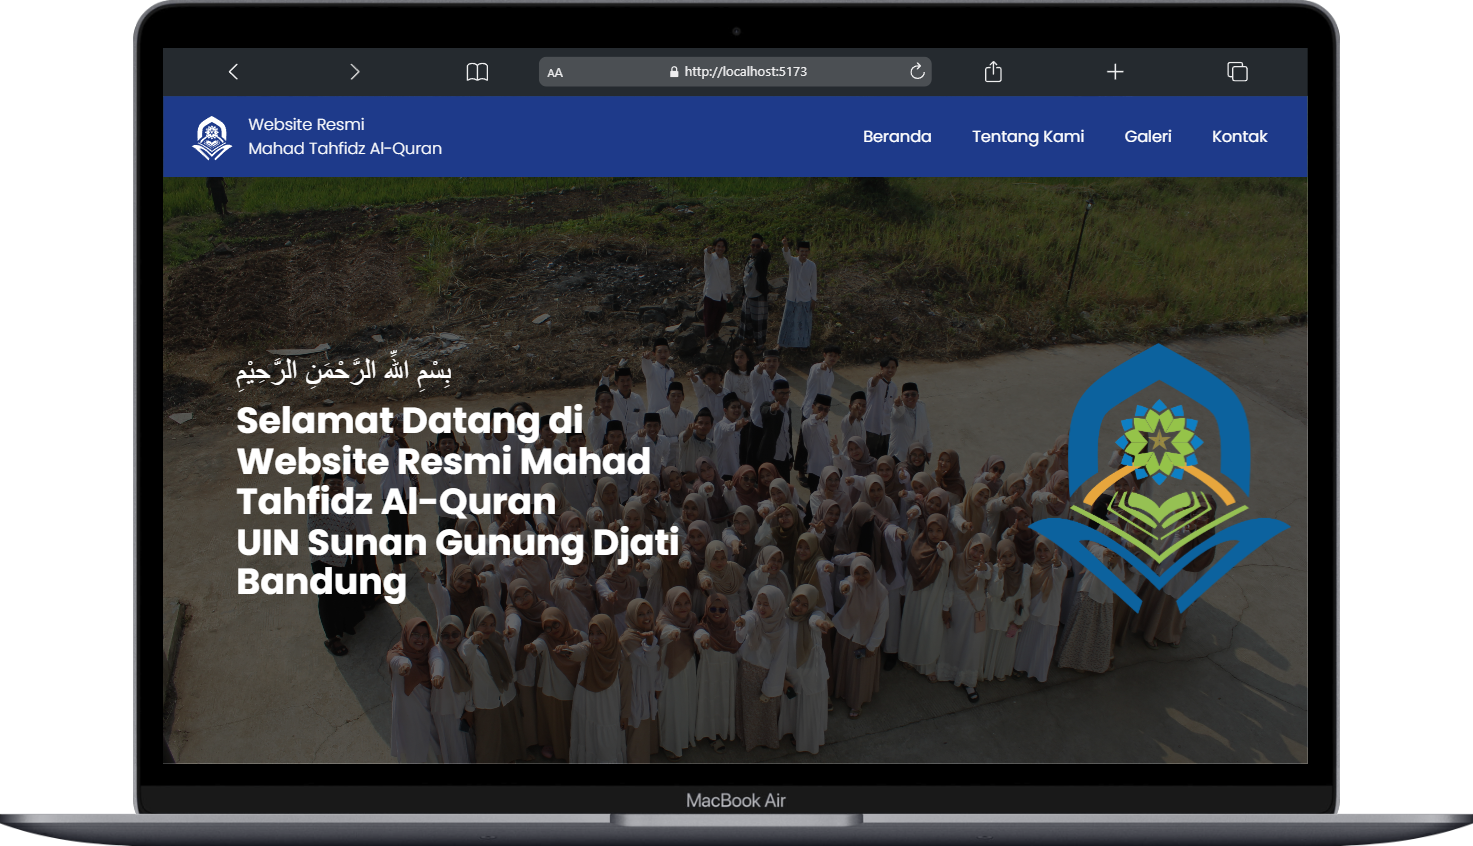 AA
http://localhost:5173
Website Resmi
Mahad Tahfidz Al-Quran
Beranda
Tentang Kami
Galeri
Kontak
بِسْمِ اللَّهِ الرَّحْمَنِ الرَّحِيْمِ
Selamat Datang di
Website Resmi Mahad
Tahfidz Al-Quran
UIN Sunan Gunung Djati
Bandung
MacBook Air